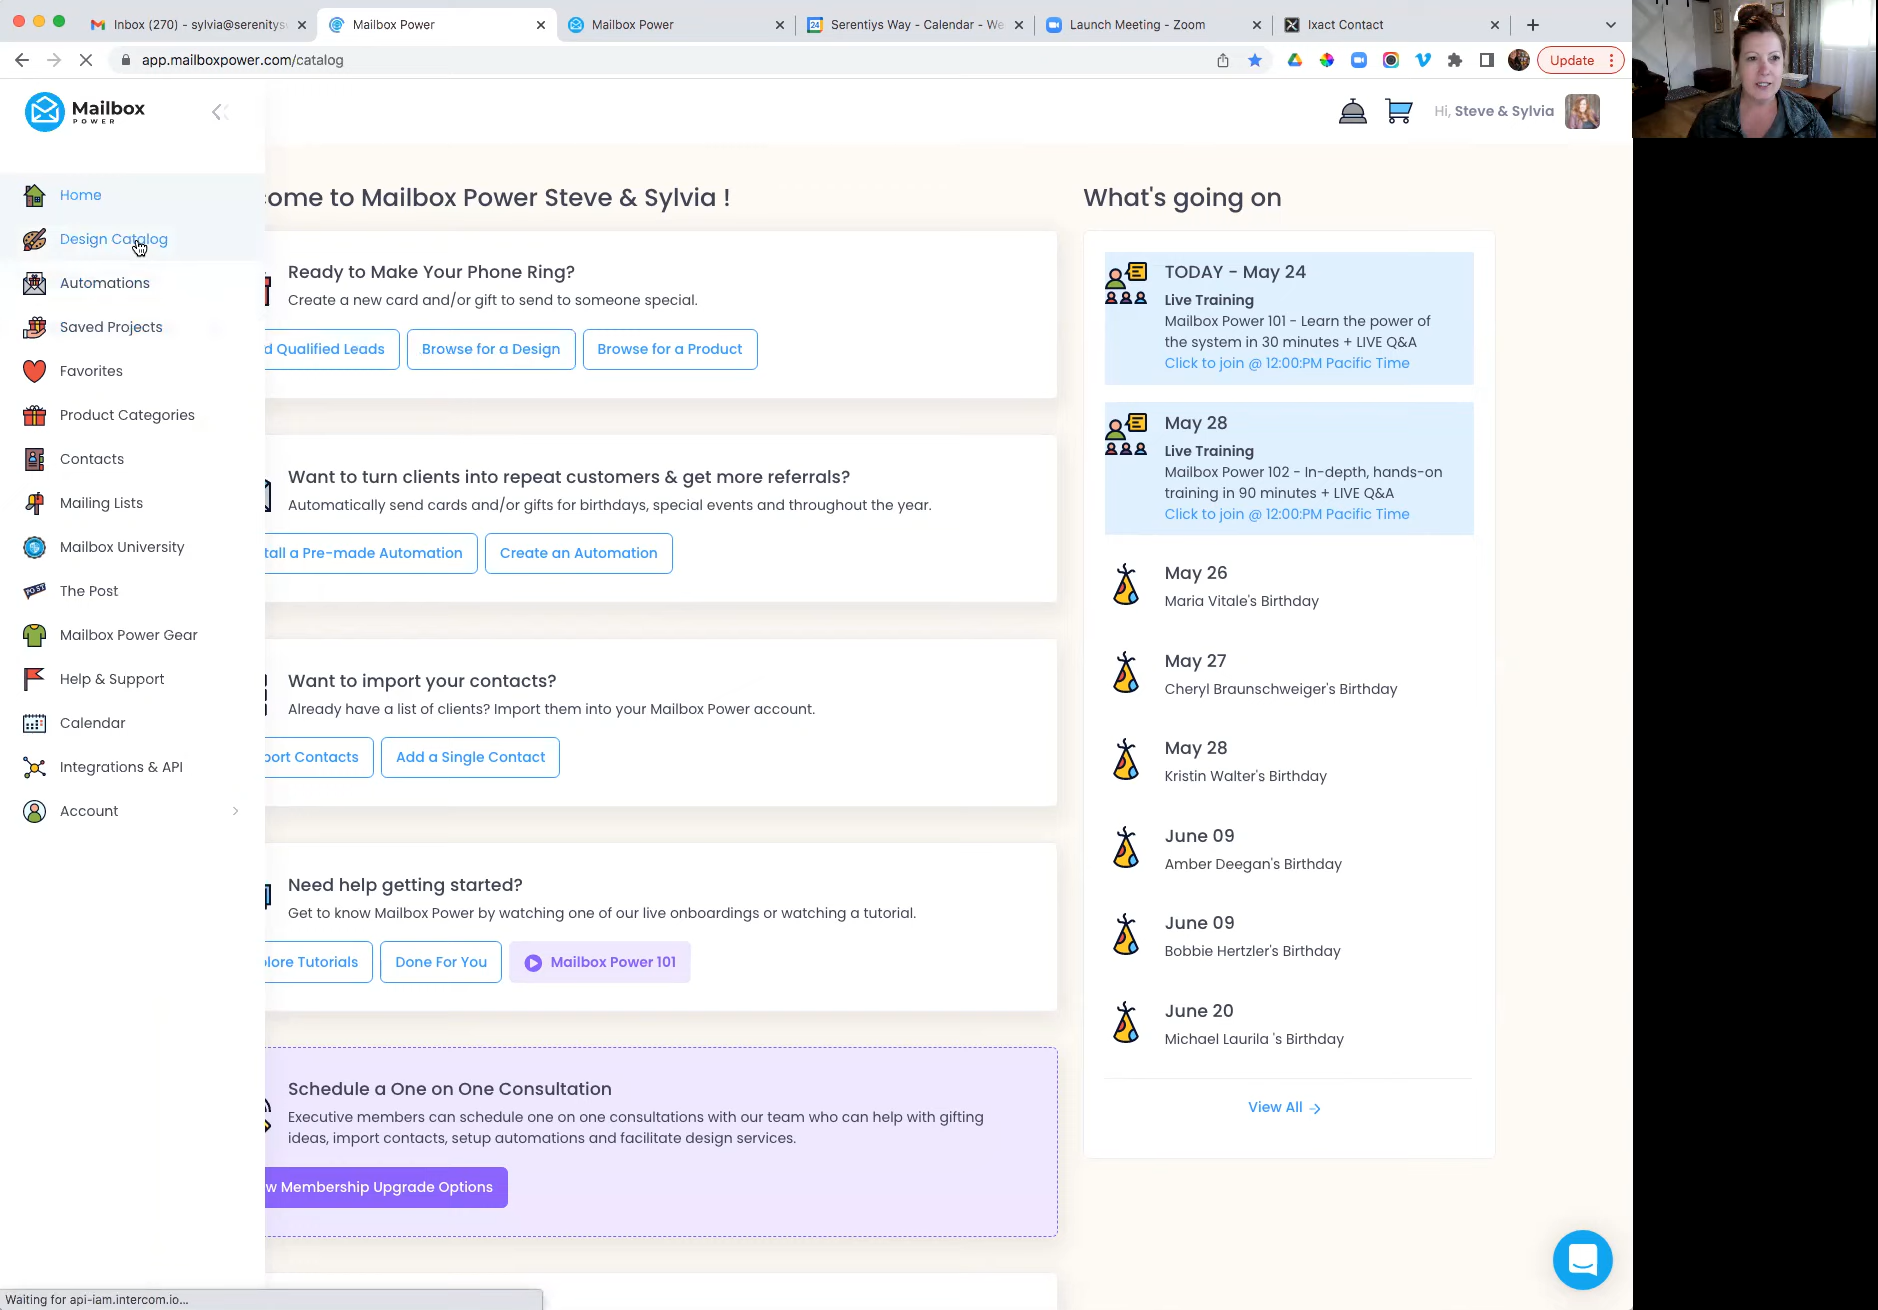 Inbox (270) - sylvia@serenitys
Mailbox Power
Mailbox Power
Serentiys Way - Calendar - We
Launch Meeting - Zoom
Ixact Contact
app.mailboxpower.com/catalog
Update
Mailbox
POWER
Hi, Steve & Sylvia
Home
Design Catalog
Automations
Saved Projects
Favorites
Product Categories
Contacts
Mailing Lists
Mailbox University
The Post
Mailbox Power Gear
Help & Support
Calendar
Integrations & API
Account
ome to Mailbox Power Steve & Sylvia !
Ready to Make Your Phone Ring?
Create a new card and/or gift to send to someone special.
d Qualified Leads
Browse for a Design
Browse for a Product
Want to turn clients into repeat customers & get more referrals?
Automatically send cards and/or gifts for birthdays, special events and throughout the year.
tall a Pre-made Automation
Create an Automation
Want to import your contacts?
Already have a list of clients? Import them into your Mailbox Power account.
port Contacts
Add a Single Contact
Need help getting started?
Get to know Mailbox Power by watching one of our live onboardings or watching a tutorial.
plore Tutorials
Done For You
Mailbox Power 101
Schedule a One on One Consultation
Executive members can schedule one on one consultations with our team who can help with gifting
ideas, import contacts, setup automations and facilitate design services.
w Membership Upgrade Options
What's going on
TODAY - May 24
Live Training
Mailbox Power 101 - Learn the power of
the system in 30 minutes + LIVE Q&A
Click to join @ 12:00:PM Pacific Time
May 28
Live Training
Mailbox Power 102 - In-depth, hands-on
training in 90 minutes + LIVE Q&A
Click to join @ 12:00:PM Pacific Time
May 26
Maria Vitale's Birthday
May 27
Cheryl Braunschweiger's Birthday
May 28
Kristin Walter's Birthday
June 09
Amber Deegan's Birthday
June 09
Bobbie Hertzler's Birthday
June 20
Michael Laurila 's Birthday
View All
Waiting for api-iam.intercom.io...